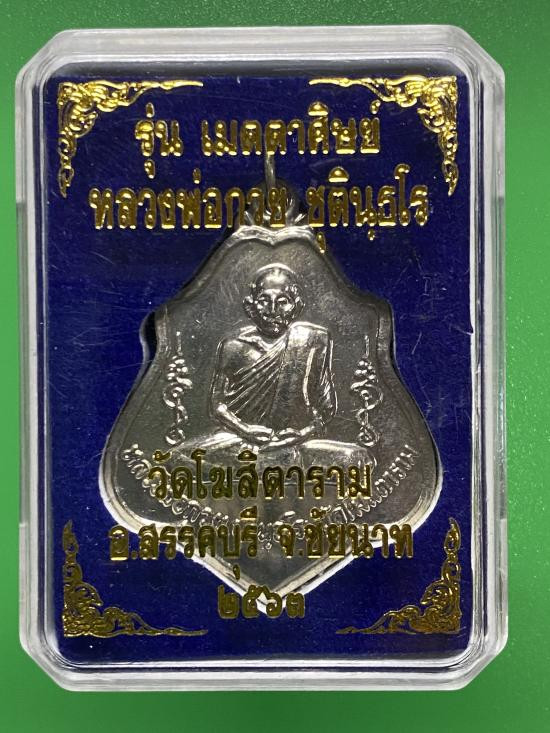 รุ่น เมตตาศิษย์
หลวงพ่อกวย ชุตินฺธโร
วัดโฆสิตาราม
อ.สรรคบุรี จ.ชัยนาท
๒๕๖๓